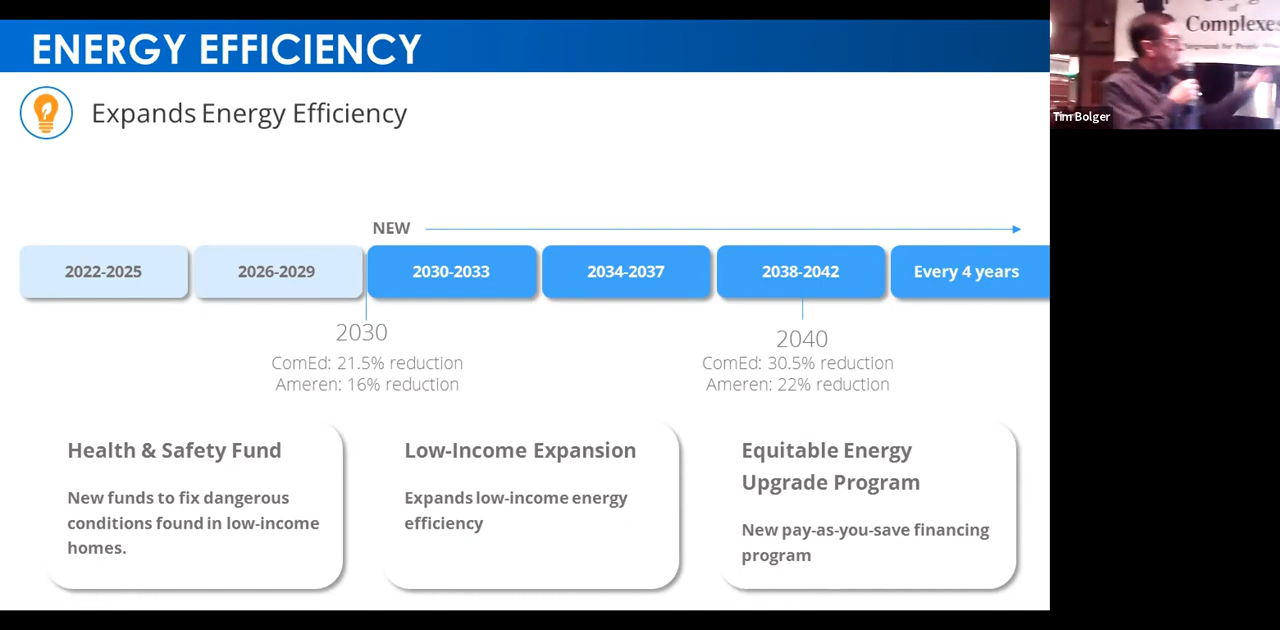 ENERGY EFFICIENCY
Expands Energy Efficiency
NEW
2022-2025
2026-2029
2030-2033
2034-2037
2038-2042
Every 4 years
2030
ComEd: 21.5% reduction
Ameren: 16% reduction
2040
ComEd: 30.5% reduction
Ameren: 22% reduction
Health & Safety Fund
New funds to fix dangerous
conditions found in low-income
homes.
Low-Income Expansion
Expands low-income energy
efficiency
Equitable Energy
Upgrade Program
New pay-as-you-save financing
program
of
Complexes
for People
Tim Bolger